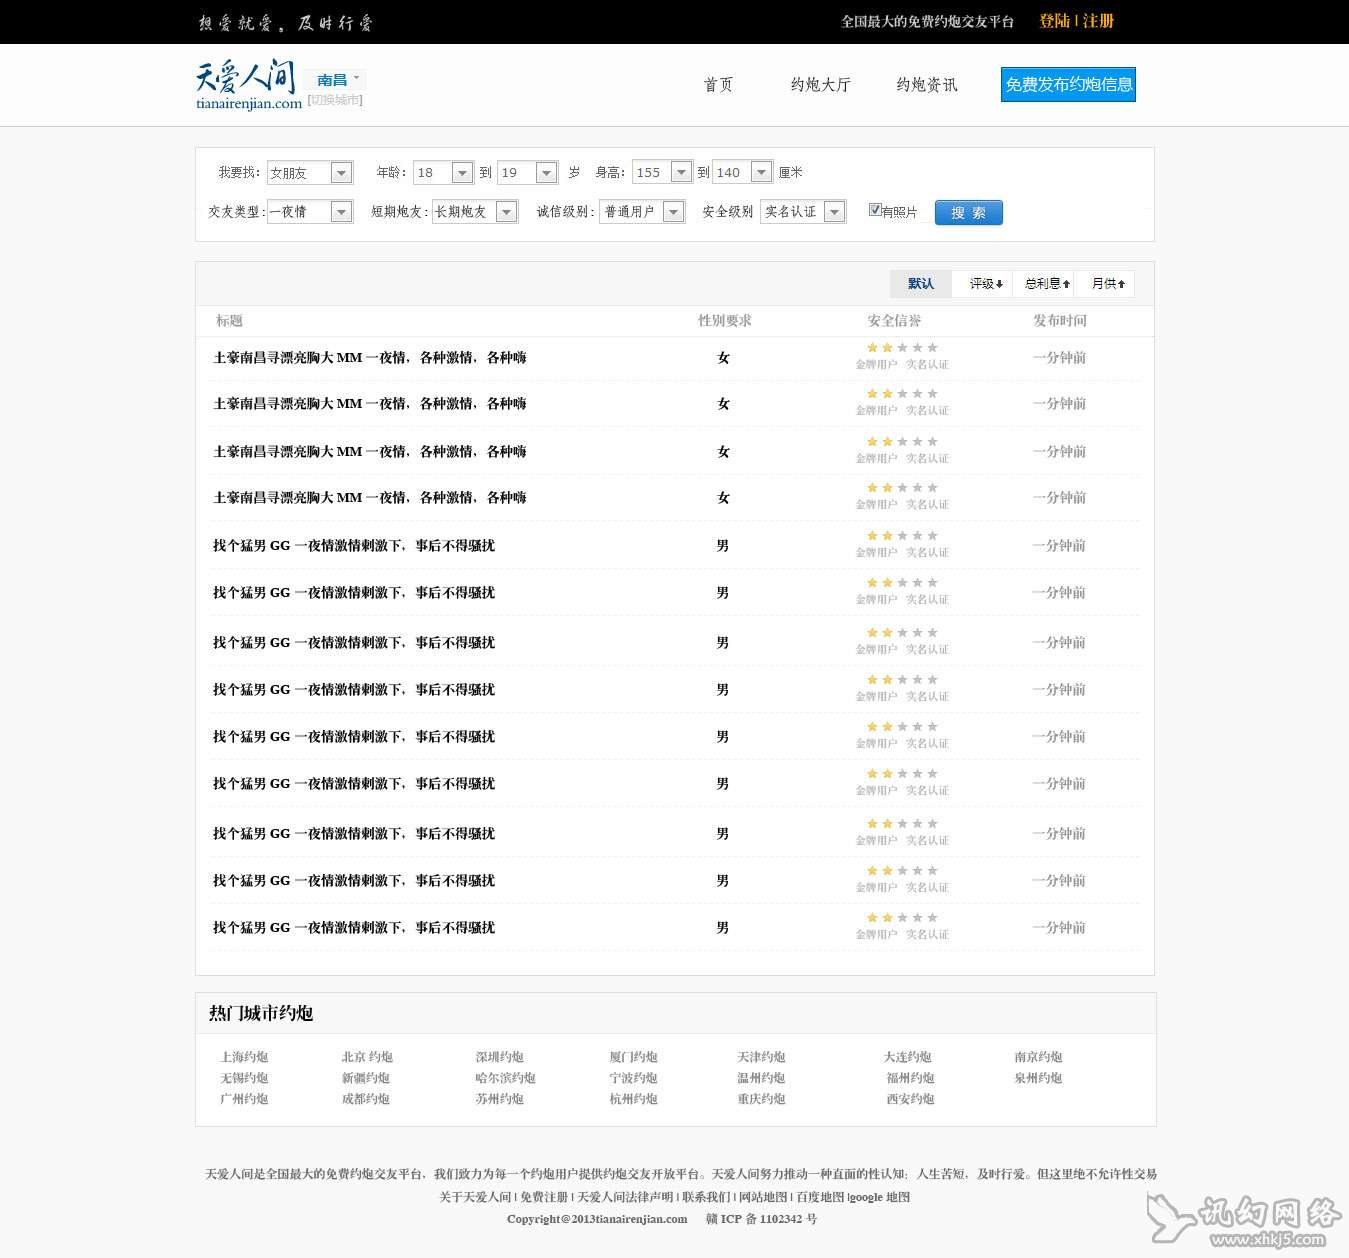 想爱就爱。及时行爱
全国最大的免费约炮交友平台 登陆 | 注册
天爱人间 南昌
tianairenjian.com [切换城市]
首页 约炮大厅 约炮资讯 免费发布约炮信息
我要找: 女朋友 年龄: 18 到 19 岁 身高: 155 到 140 厘米
交友类型: 一夜情 短期炮友: 长期炮友 诚信级别: 普通用户 安全级别 实名认证 有照片 搜 索
默认 评级 总利息 月供
标题 性别要求 安全信誉 发布时间
土豪南昌寻漂亮胸大 MM 一夜情，各种激情，各种嗨 女 金牌用户 实名认证 一分钟前
土豪南昌寻漂亮胸大 MM 一夜情，各种激情，各种嗨 女 金牌用户 实名认证 一分钟前
土豪南昌寻漂亮胸大 MM 一夜情，各种激情，各种嗨 女 金牌用户 实名认证 一分钟前
土豪南昌寻漂亮胸大 MM 一夜情，各种激情，各种嗨 女 金牌用户 实名认证 一分钟前
找个猛男 GG 一夜情激情刺激下，事后不得骚扰 男 金牌用户 实名认证 一分钟前
找个猛男 GG 一夜情激情刺激下，事后不得骚扰 男 金牌用户 实名认证 一分钟前
找个猛男 GG 一夜情激情刺激下，事后不得骚扰 男 金牌用户 实名认证 一分钟前
找个猛男 GG 一夜情激情刺激下，事后不得骚扰 男 金牌用户 实名认证 一分钟前
找个猛男 GG 一夜情激情刺激下，事后不得骚扰 男 金牌用户 实名认证 一分钟前
找个猛男 GG 一夜情激情刺激下，事后不得骚扰 男 金牌用户 实名认证 一分钟前
找个猛男 GG 一夜情激情刺激下，事后不得骚扰 男 金牌用户 实名认证 一分钟前
找个猛男 GG 一夜情激情刺激下，事后不得骚扰 男 金牌用户 实名认证 一分钟前
找个猛男 GG 一夜情激情刺激下，事后不得骚扰 男 金牌用户 实名认证 一分钟前
热门城市约炮
上海约炮 北京 约炮 深圳约炮 厦门约炮 天津约炮 大连约炮 南京约炮
无锡约炮 新疆约炮 哈尔滨约炮 宁波约炮 温州约炮 福州约炮 泉州约炮
广州约炮 成都约炮 苏州约炮 杭州约炮 重庆约炮 西安约炮
天爱人间是全国最大的免费约炮交友平台，我们致力为每一个约炮用户提供约炮交友开放平台。天爱人间努力推动一种直面的性认知：人生苦短，及时行爱。但这里绝不允许性交易
关于天爱人间 | 免费注册 | 天爱人间法律声明 | 联系我们 | 网站地图 | 百度地图 |google 地图
Copyright@2013tianairenjian.com 赣 ICP 备 1102342 号
讯幻网络
www.xhkj5.com